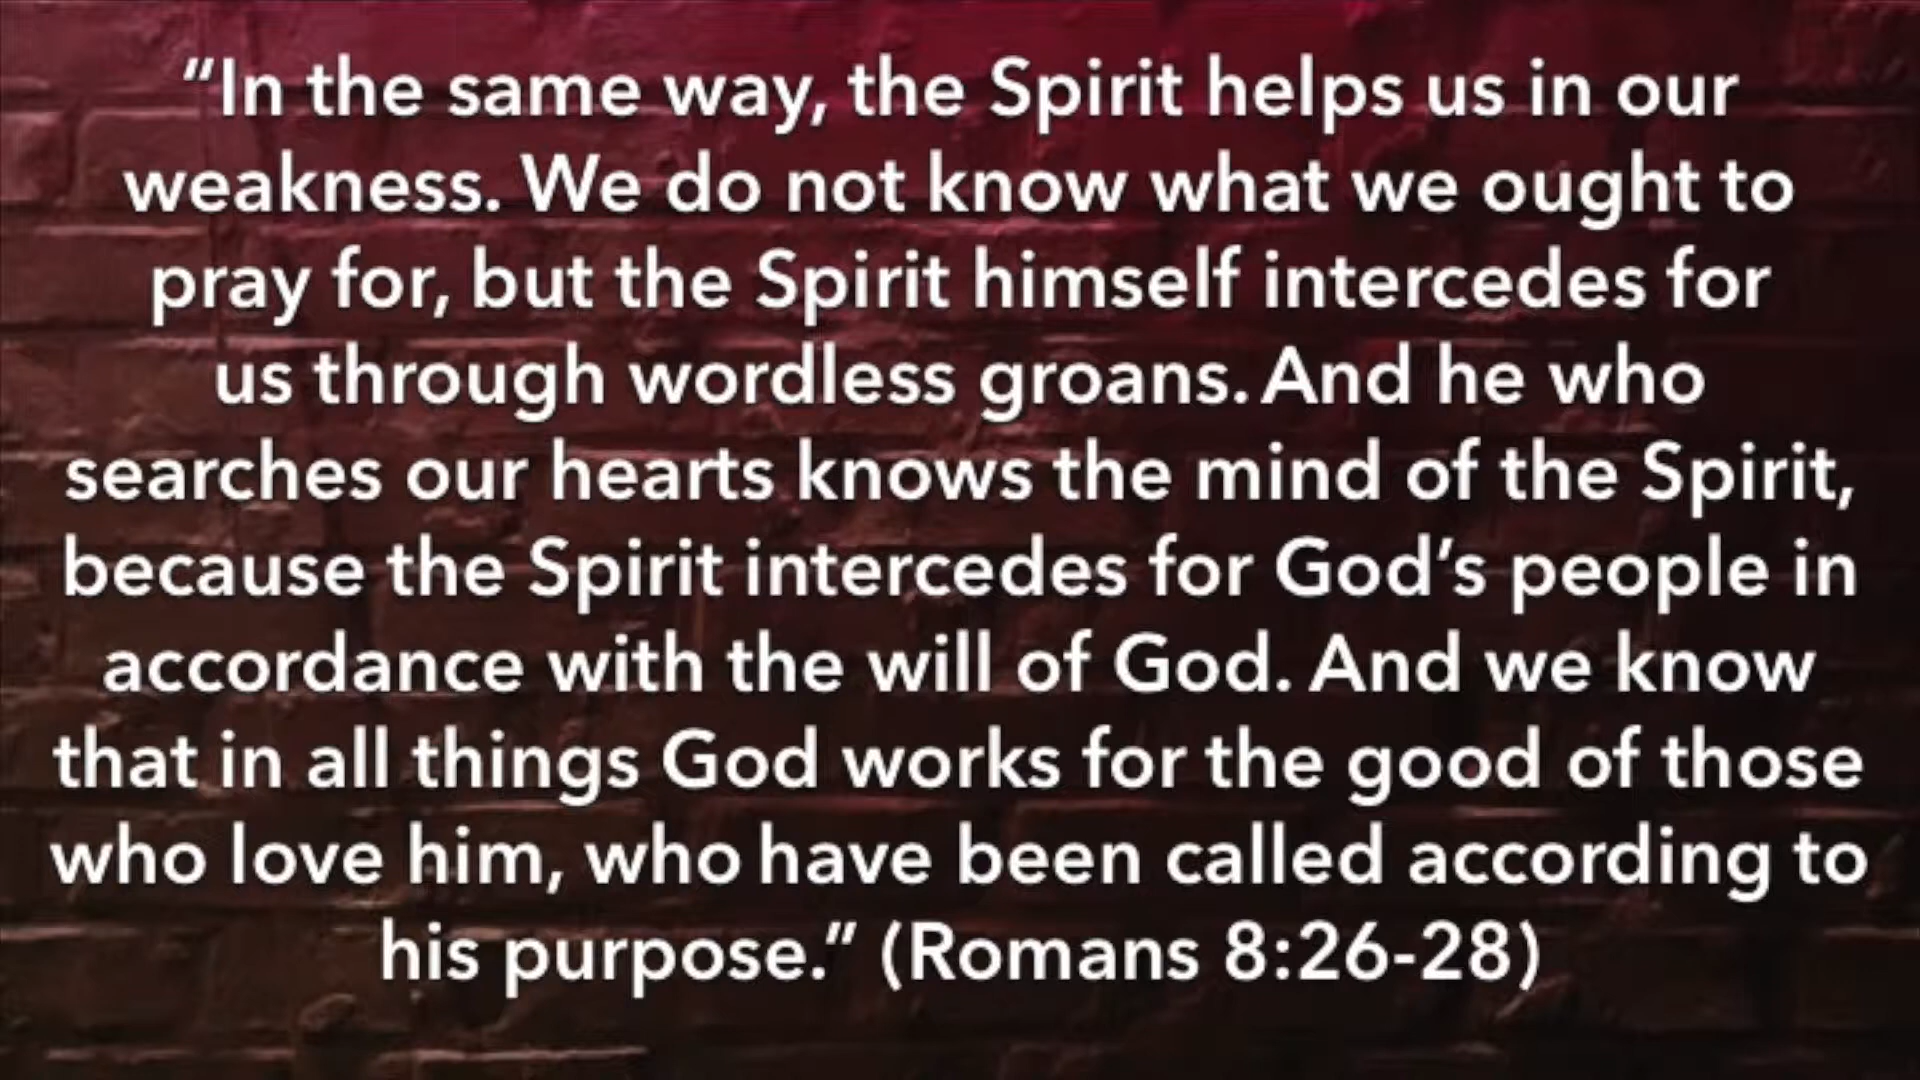 “In the same way, the Spirit helps us in our
weakness. We do not know what we ought to
pray for, but the Spirit himself intercedes for
us through wordless groans. And he who
searches our hearts knows the mind of the Spirit,
because the Spirit intercedes for God’s people in
accordance with the will of God. And we know
that in all things God works for the good of those
who love him, who have been called according to
his purpose.” (Romans 8:26-28)